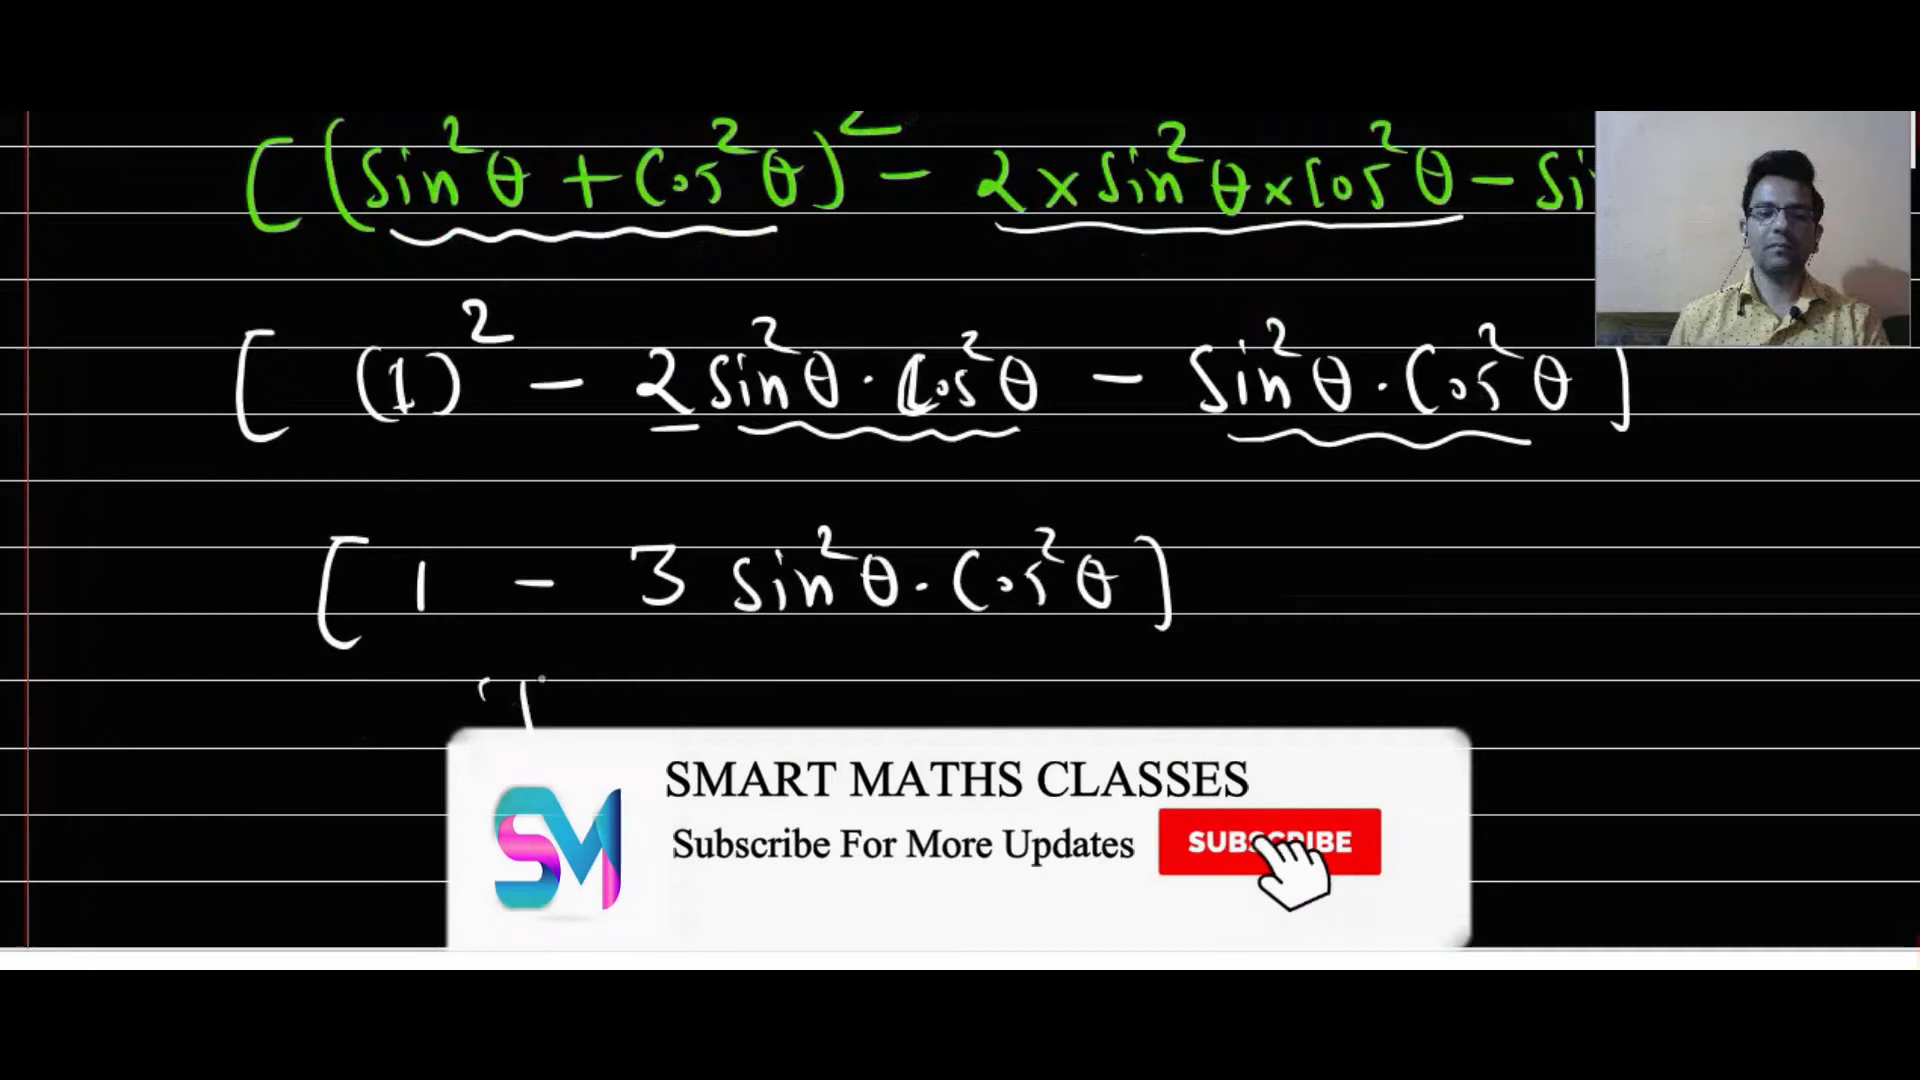 [(sin²θ + cos²θ)² - 2×sin²θ×cos²θ - si
[ (1)² - 2 sin²θ · cos²θ - sin²θ · cos²θ ]
[ 1 - 3 sin²θ · cos²θ ]
SMART MATHS CLASSES
Subscribe For More Updates
SUBSCRIBE
SM